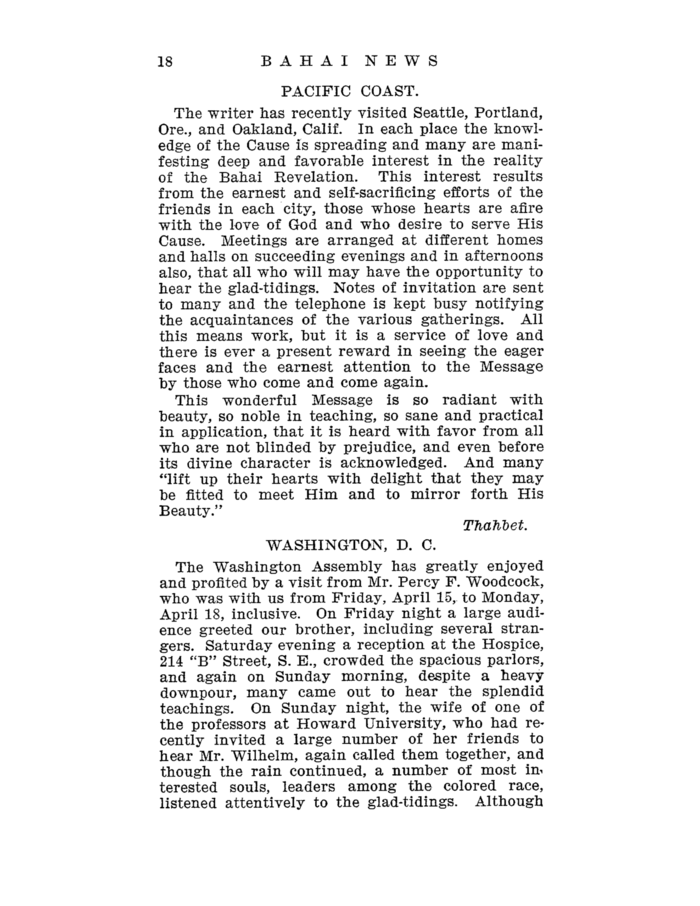 18 BAHAI NEWS
PACIFIC COAST.
The writer has recently visited Seattle, Portland,
Ore., and Oakland, Calif. In each place the knowl-
edge of the Cause is spreading and many are mani-
festing deep and favorable interest in the reality
of the Bahai Revelation. This interest results
from the earnest and self-sacrificing efforts of the
friends in each city, those whose hearts are afire
with the love of God and who desire to serve His
Cause. Meetings are arranged at different homes
and halls on succeeding evenings and in afternoons
also, that all who will may have the opportunity to
hear the glad-tidings. Notes of invitation are sent
to many and the telephone is kept busy notifying
the acquaintances of the various gatherings. All
this means work, but it is a service of love and
there is ever a present reward in seeing the eager
faces and the earnest attention to the Message
by those who come and come again.
This wonderful Message is so radiant with
beauty, so noble in teaching, so sane and practical
in application, that it is heard with favor from all
who are not blinded by prejudice, and even before
its divine character is acknowledged. And many
“lift up their hearts with delight that they may
be fitted to meet Him and to mirror forth His
Beauty.”
Thahbet.
WASHINGTON, D. C.
The Washington Assembly has greatly enjoyed
and profited by a visit from Mr. Percy F. Woodcock,
who was with us from Friday, April 15, to Monday,
April 18, inclusive. On Friday night a large audi-
ence greeted our brother, including several stran-
gers. Saturday evening a reception at the Hospice,
214 “B” Street, S. E., crowded the spacious parlors,
and again on Sunday morning, despite a heavy
downpour, many came out to hear the splendid
teachings. On Sunday night, the wife of one of
the professors at Howard University, who had re-
cently invited a large number of her friends to
hear Mr. Wilhelm, again called them together, and
though the rain continued, a number of most in-
terested souls, leaders among the colored race,
listened attentively to the glad-tidings. Although